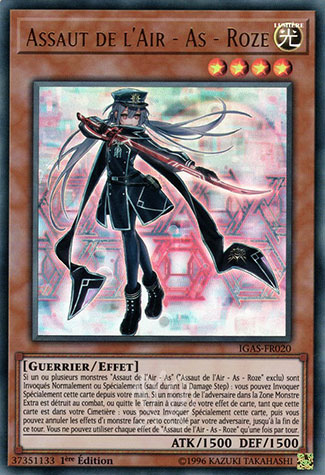 Assaut de l'Air - As - Roze
LUMIÈRE
光
IGAS-FR020
[Guerrier/Effet]
Si un ou plusieurs monstres "Assaut de l'Air - As" ("Assaut de l'Air - As - Roze" exclu) sont
Invoqués Normalement ou Spécialement (sauf durant la Damage Step) : vous pouvez Invoquer
Spécialement cette carte depuis votre main. Si un monstre de l'adversaire dans la Zone Monstre
Extra est détruit au combat, ou quitte le Terrain à cause de votre effet de carte, tant que cette
carte est dans votre Cimetière : vous pouvez Invoquer Spécialement cette carte, puis vous
pouvez annuler les effets d'1 monstre face recto contrôlé par votre adversaire, jusqu'à la fin de
ce tour. Vous ne pouvez utiliser chaque effet de "Assaut de l'Air - As - Roze" qu'une fois par tour.
ATK/1500 DEF/1500
37351133 1ère Édition ©1996 KAZUKI TAKAHASHI